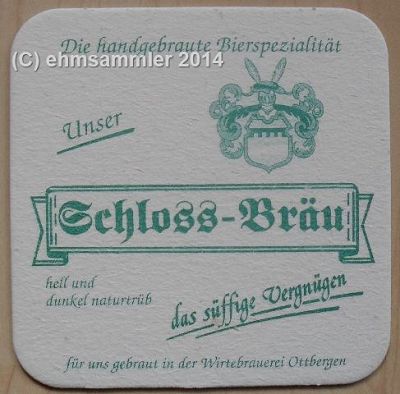 Die handgebraute Bierspezialität
(C) ehmsammler 2014
Unser
Schloss-Bräu
hell und
dunkel naturtrüb
das süffige Vergnügen
für uns gebraut in der Wirtebrauerei Ottbergen